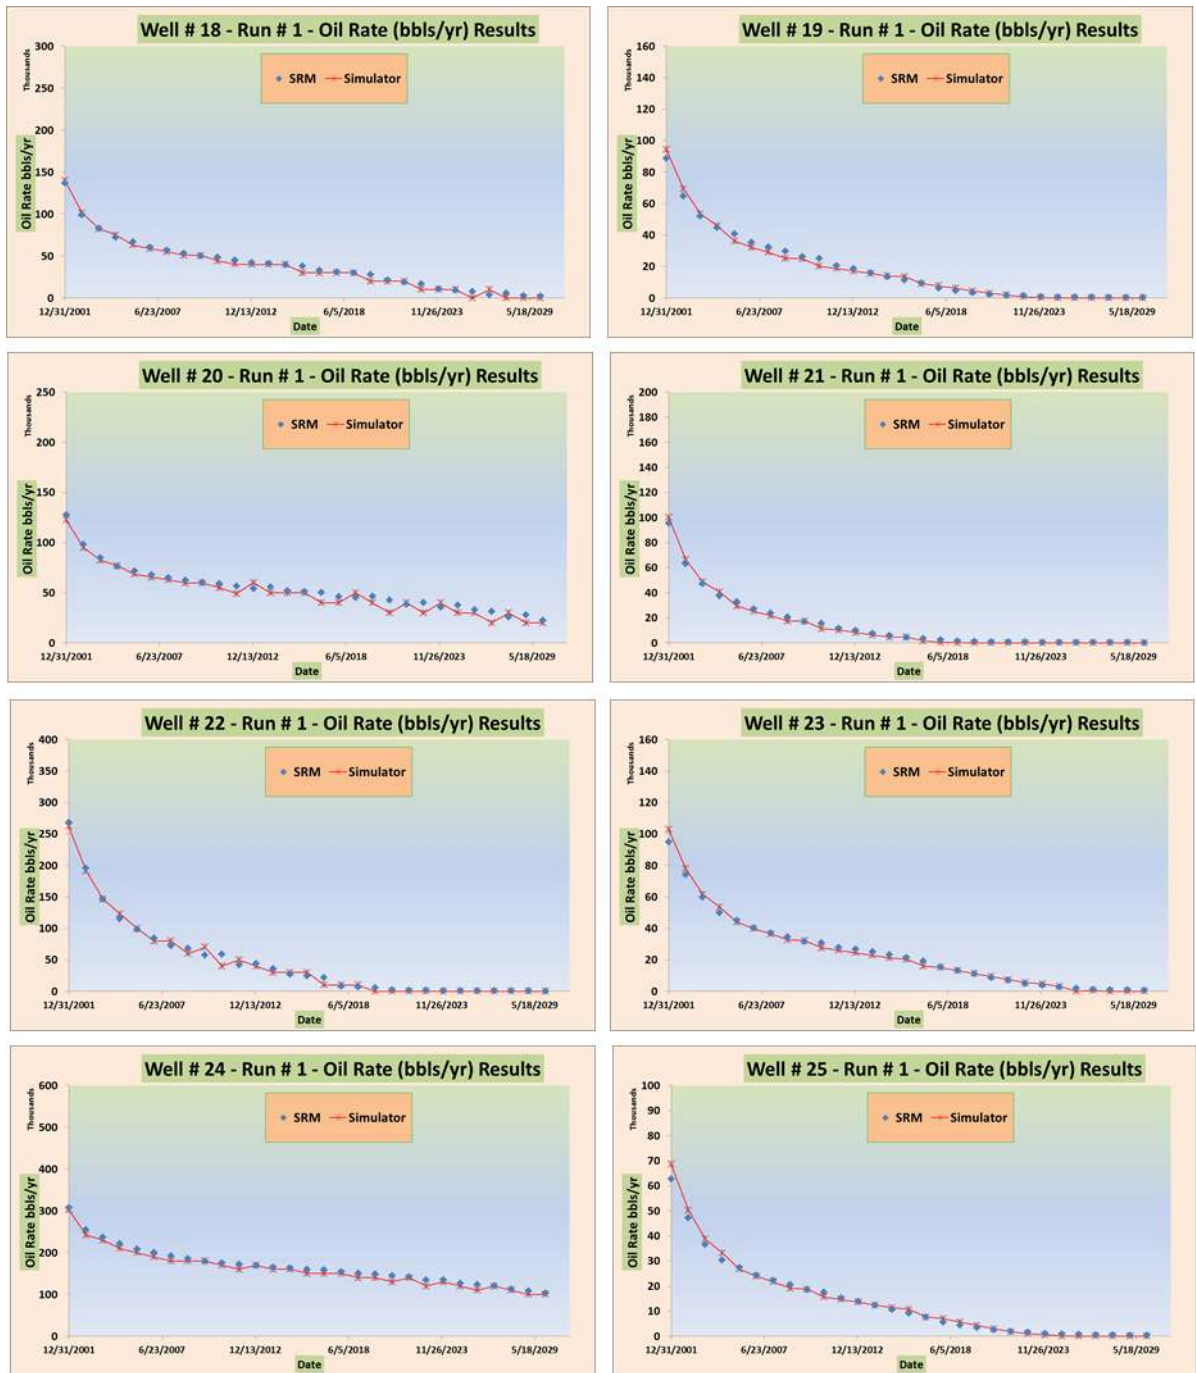 Well # 18 - Run # 1 - Oil Rate (bbls/yr) Results
Thousands
Oil Rate bbls/yr
300
250
200
150
100
50
0
SRM Simulator
12/31/2001 6/23/2007 12/13/2012 6/5/2018 11/26/2023 5/18/2029
Date
Well # 19 - Run # 1 - Oil Rate (bbls/yr) Results
Thousands
Oil Rate bbls/yr
160
140
120
100
80
60
40
20
0
SRM Simulator
12/31/2001 6/23/2007 12/13/2012 6/5/2018 11/26/2023 5/18/2029
Date
Well # 20 - Run # 1 - Oil Rate (bbls/yr) Results
Thousands
Oil Rate bbls/yr
250
200
150
100
50
0
SRM Simulator
12/31/2001 6/23/2007 12/13/2012 6/5/2018 11/26/2023 5/18/2029
Date
Well # 21 - Run # 1 - Oil Rate (bbls/yr) Results
Thousands
Oil Rate bbls/yr
200
180
160
140
120
100
80
60
40
20
0
SRM Simulator
12/31/2001 6/23/2007 12/13/2012 6/5/2018 11/26/2023 5/18/2029
Date
Well # 22 - Run # 1 - Oil Rate (bbls/yr) Results
Thousands
Oil Rate bbls/yr
400
350
300
250
200
150
100
50
0
SRM Simulator
12/31/2001 6/23/2007 12/13/2012 6/5/2018 11/26/2023 5/18/2029
Date
Well # 23 - Run # 1 - Oil Rate (bbls/yr) Results
Thousands
Oil Rate bbls/yr
160
140
120
100
80
60
40
20
0
SRM Simulator
12/31/2001 6/23/2007 12/13/2012 6/5/2018 11/26/2023 5/18/2029
Date
Well # 24 - Run # 1 - Oil Rate (bbls/yr) Results
Thousands
Oil Rate bbls/yr
600
500
400
300
200
100
0
SRM Simulator
12/31/2001 6/23/2007 12/13/2012 6/5/2018 11/26/2023 5/18/2029
Date
Well # 25 - Run # 1 - Oil Rate (bbls/yr) Results
Thousands
Oil Rate bbls/yr
100
90
80
70
60
50
40
30
20
10
0
SRM Simulator
12/31/2001 6/23/2007 12/13/2012 6/5/2018 11/26/2023 5/18/2029
Date